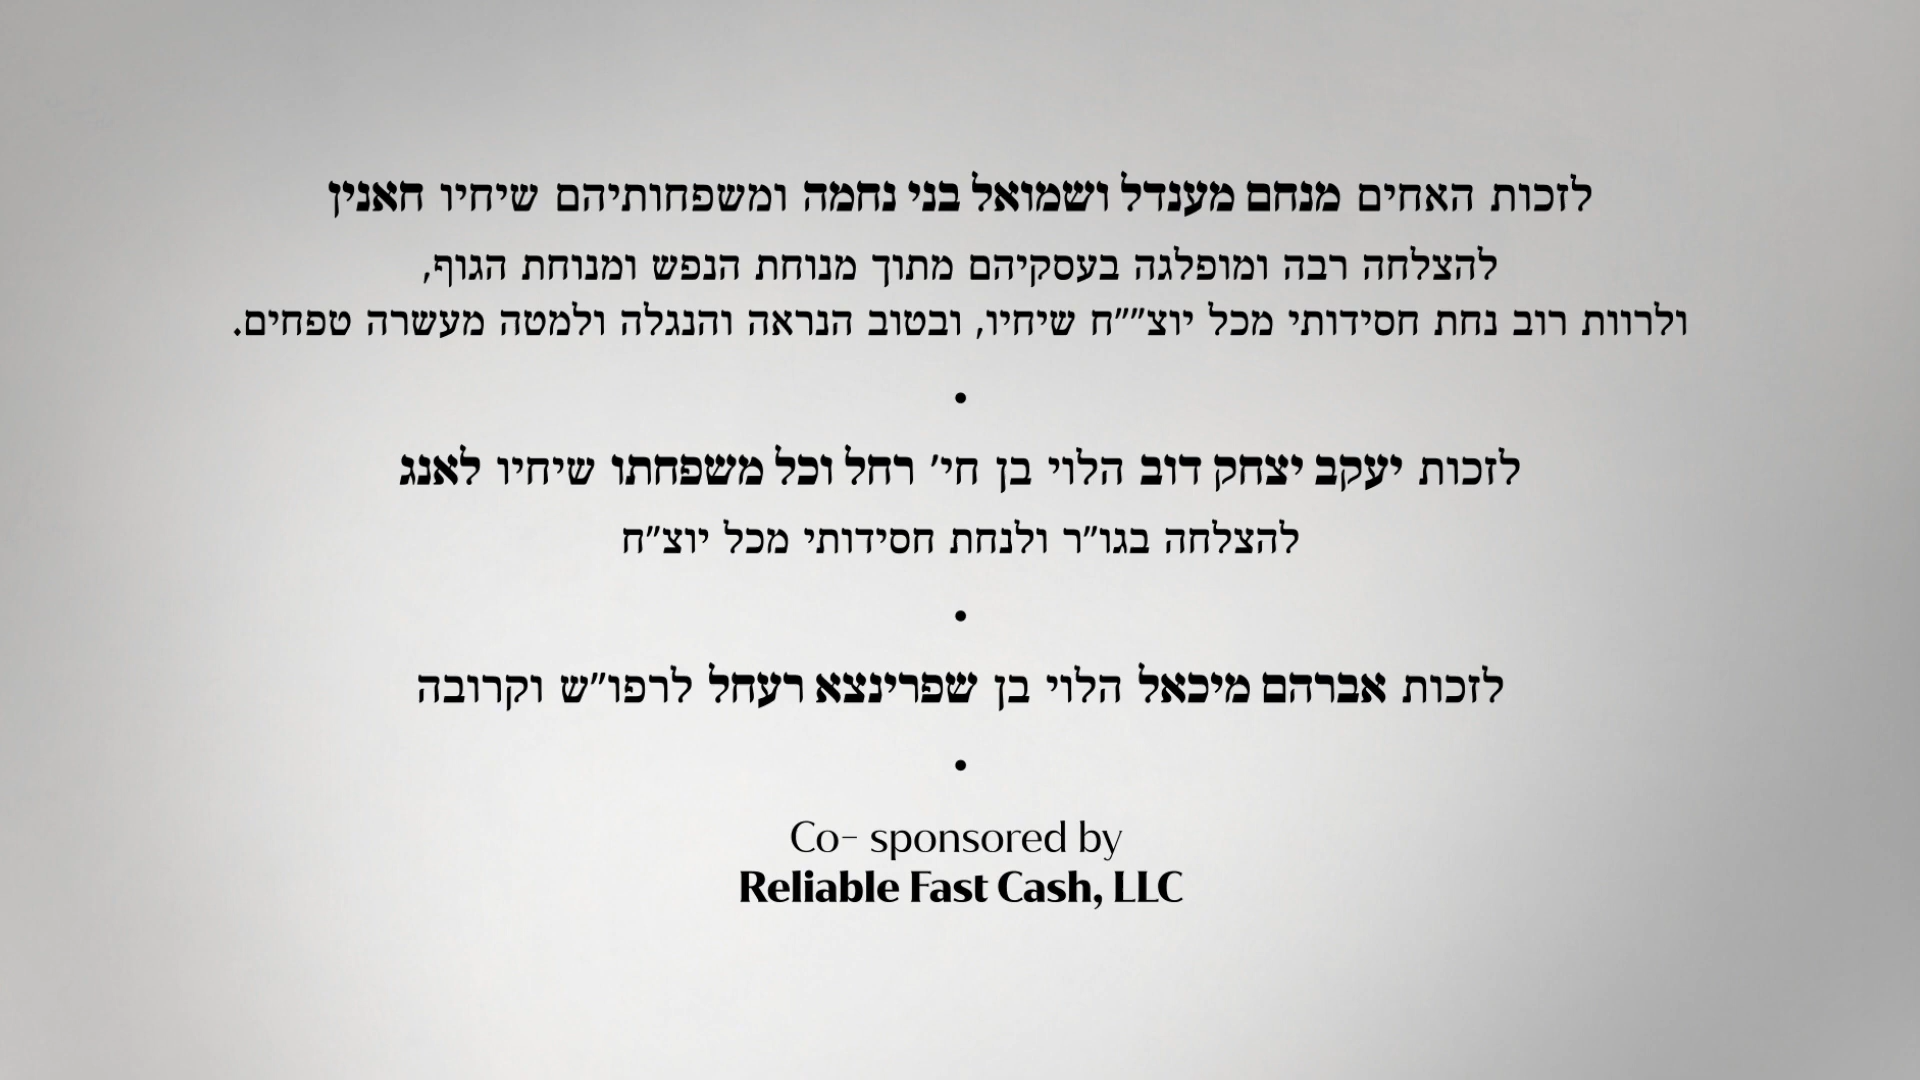 לזכות האחים מנחם מענדל ושמואל בני נחמה ומשפחותיהם שיחיו חאנין
להצלחה רבה ומופלגה בעסקיהם מתוך מנוחת הנפש ומנוחת הגוף,
ולרוות רוב נחת חסידותי מכל יוצ""ח שיחיו, ובטוב הנראה והנגלה ולמטה מעשרה טפחים.
•
לזכות יעקב יצחק דוב הלוי בן חי' רחל וכל משפחתו שיחיו לאנג
להצלחה בגו"ר ולנחת חסידותי מכל יוצ"ח
•
לזכות אברהם מיכאל הלוי בן שפרינצא רעחל לרפו"ש וקרובה
•
Co- sponsored by
Reliable Fast Cash, LLC